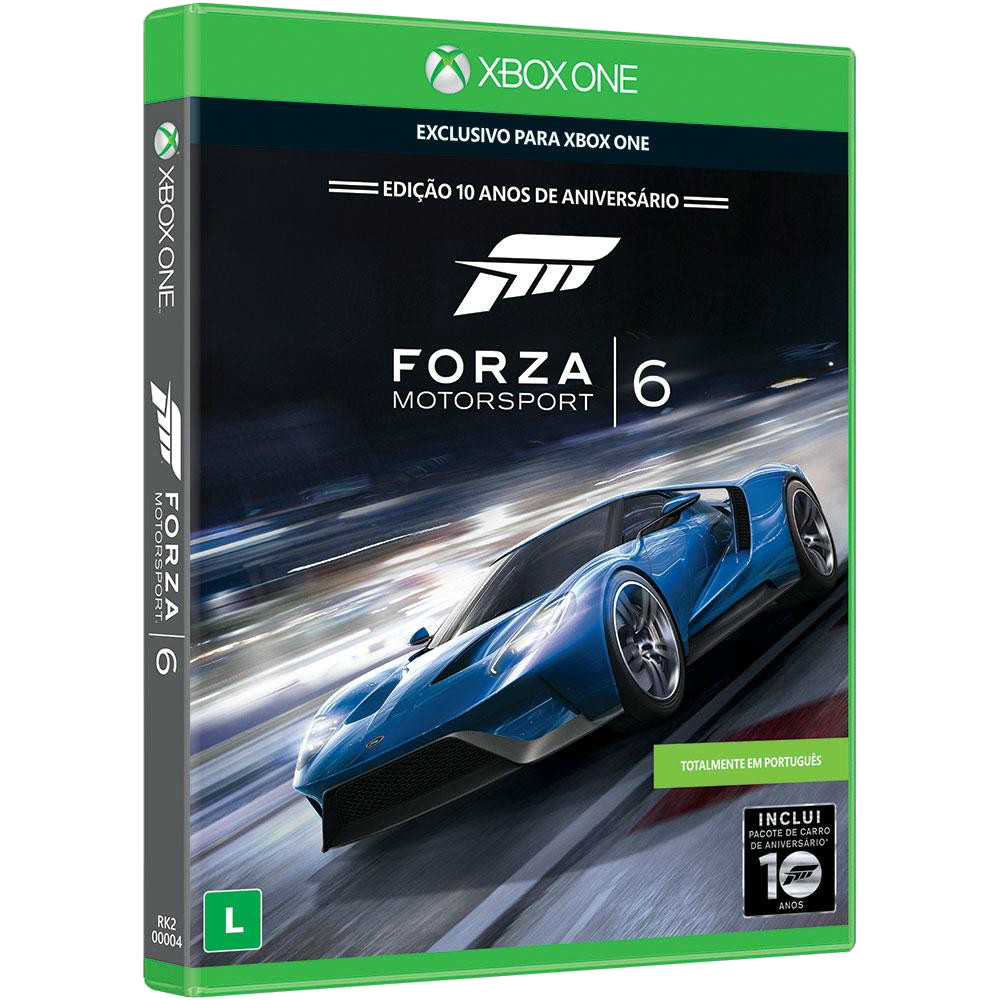 XBOX ONE
EXCLUSIVO PARA XBOX ONE
EDIÇÃO 10 ANOS DE ANIVERSÁRIO
FORZA
MOTORSPORT
6
TOTALMENTE EM PORTUGUÊS
INCLUI
PACOTE DE CARRO
DE ANIVERSÁRIO*
10
ANOS
L
XBOX ONE™
FORZA
MOTORSPORT®
6
RK2
00004